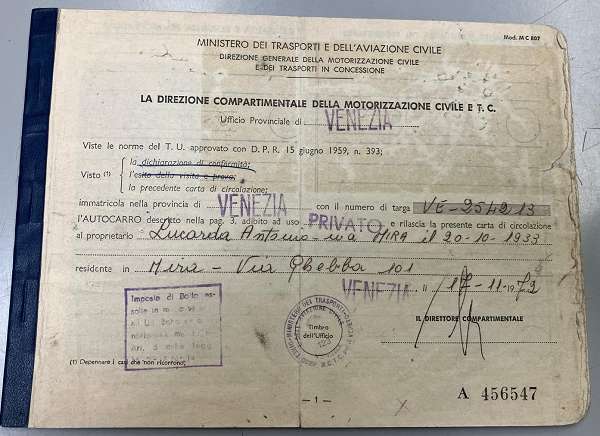 Mod. M C 807
MINISTERO DEI TRASPORTI E DELL'AVIAZIONE CIVILE
DIREZIONE GENERALE DELLA MOTORIZZAZIONE CIVILE
E DEI TRASPORTI IN CONCESSIONE
LA DIREZIONE COMPARTIMENTALE DELLA MOTORIZZAZIONE CIVILE E T. C.
Ufficio Provinciale di VENEZIA
Viste le norme del T. U. approvato con D. P. R. 15 giugno 1959, n. 393;
la dichiarazione di conformità;
Visto (1) l'esito della visita e prova;
la precedente carta di circolazione;
immatricola nella provincia di VENEZIA con il numero di targa VE-254213
l'AUTOCARRO descritto nella pag. 3, adibito ad uso PRIVATO e rilascia la presente carta di circolazione
al proprietario Lucarda Antonio MIRA il 20-10-1933
residente in Mira - Via Ghebba 101
VENEZIA lì 17-11-1972
Imposta di Bollo as-
IL DIRETTORE COMPARTIMENTALE
Timbro
dell'Ufficio
(1) Depennare i casi che non ricorrono.
A 456547
— 1 —